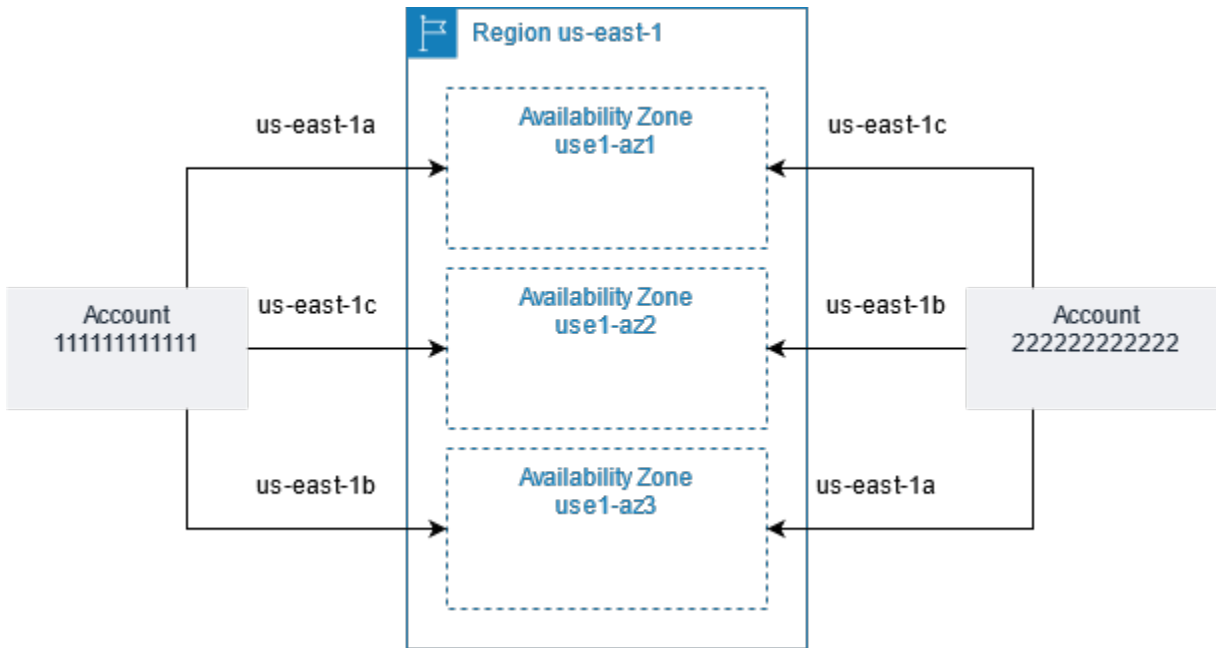 Region us-east-1
us-east-1a
Availability Zone
use1-az1
us-east-1c
Account
111111111111
us-east-1c
Availability Zone
use1-az2
us-east-1b
Account
222222222222
us-east-1b
Availability Zone
use1-az3
us-east-1a